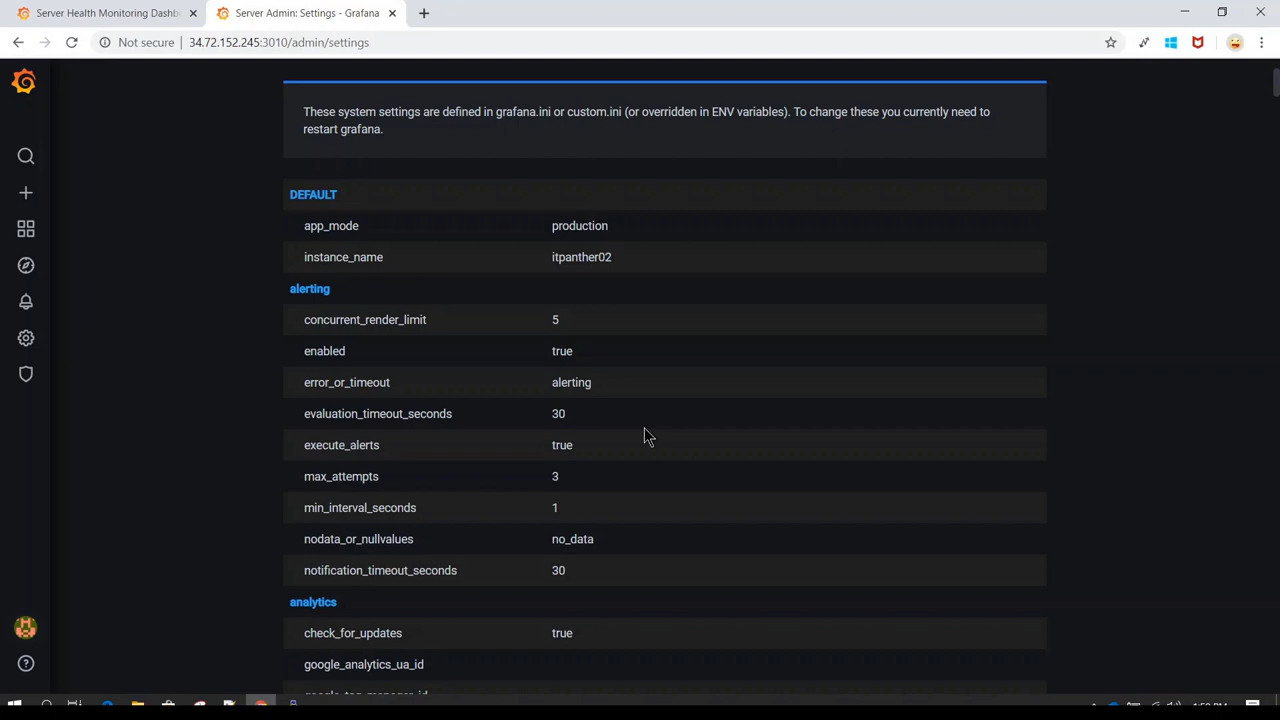 Server Health Monitoring Dashb
Server Admin: Settings - Grafana
Not secure
34.72.152.245:3010/admin/settings
These system settings are defined in grafana.ini or custom.ini (or overridden in ENV variables). To change these you currently need to
restart grafana.
DEFAULT
app_mode production
instance_name itpanther02
alerting
concurrent_render_limit 5
enabled true
error_or_timeout alerting
evaluation_timeout_seconds 30
execute_alerts true
max_attempts 3
min_interval_seconds 1
nodata_or_nullvalues no_data
notification_timeout_seconds 30
analytics
check_for_updates true
google_analytics_ua_id